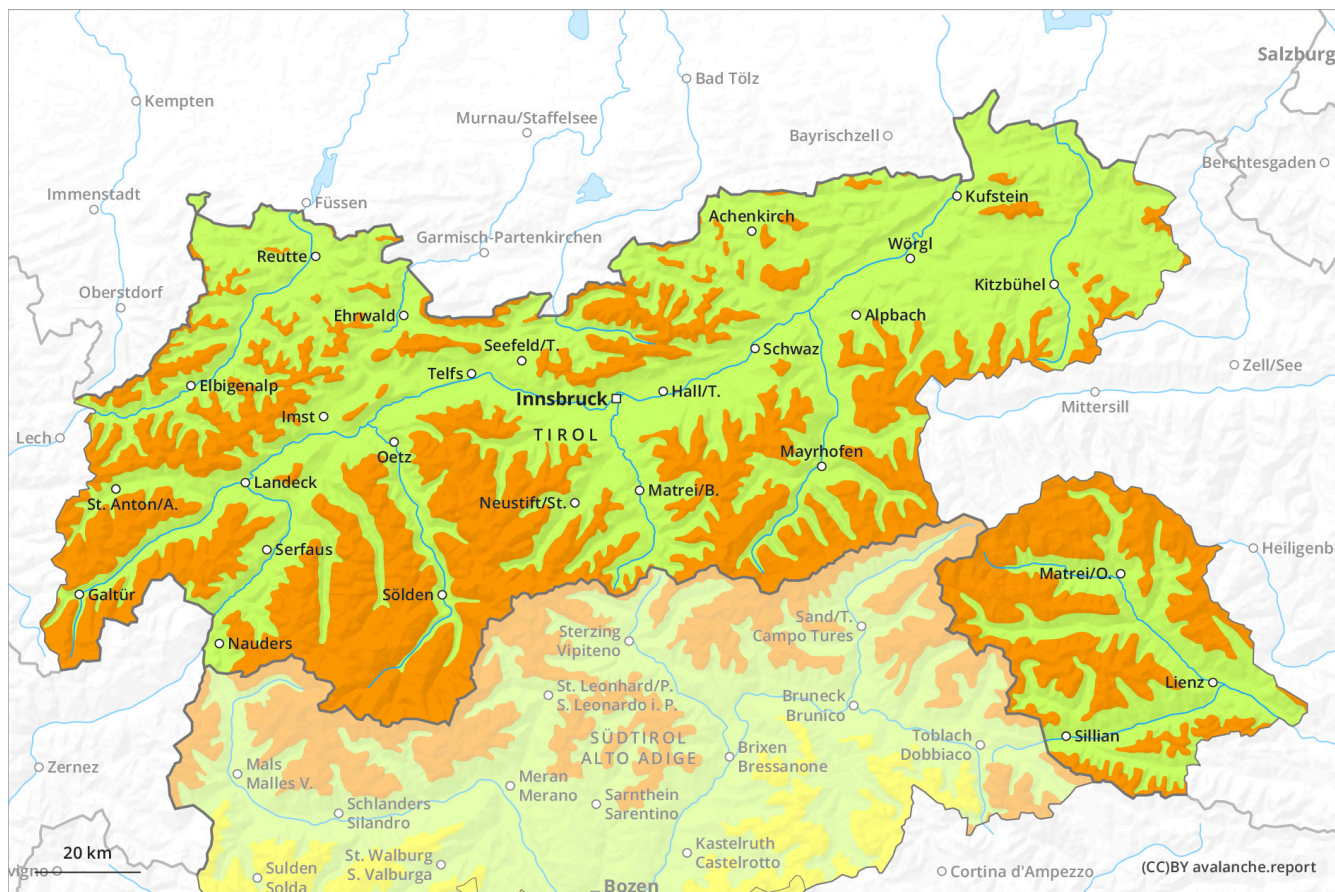 Salzburg
Bad Tölz
Kempten
Murnau/Staffelsee
Bayrischzell
Berchtesgaden
Immenstadt
Füssen
Kufstein
Achenkirch
Garmisch-Partenkirchen
Wörgl
Reutte
Kitzbühel
Oberstdorf
Ehrwald
Alpbach
Seefeld/T.
Schwaz
Zell/See
Telfs
Elbigenalp
Hall/T.
Innsbruck
Mittersill
Imst
Lech
TIROL
Oetz
Mayrhofen
Landeck
Matrei/B.
St. Anton/A.
Neustift/St.
Serfaus
Heiligenb
Matrei/O.
Galtür
Sölden
Sand/T.
Campo Tures
Sterzing
Vipiteno
Nauders
Lienz
St. Leonhard/P.
S. Leonardo i. P.
Bruneck
Brunico
Sillian
SÜDTIROL
ALTO ADIGE
Toblach
Dobbiaco
Brixen
Bressanone
Zernez
Mals
Malles V.
Meran
Merano
Sarnthein
Sarentino
Schlanders
Silandro
Kastelruth
Castelrotto
20 km
St. Walburg
S. Valburga
vigno
Sulden
Solda
Cortina d'Ampezzo
(CC)BY avalanche.report
Bozen